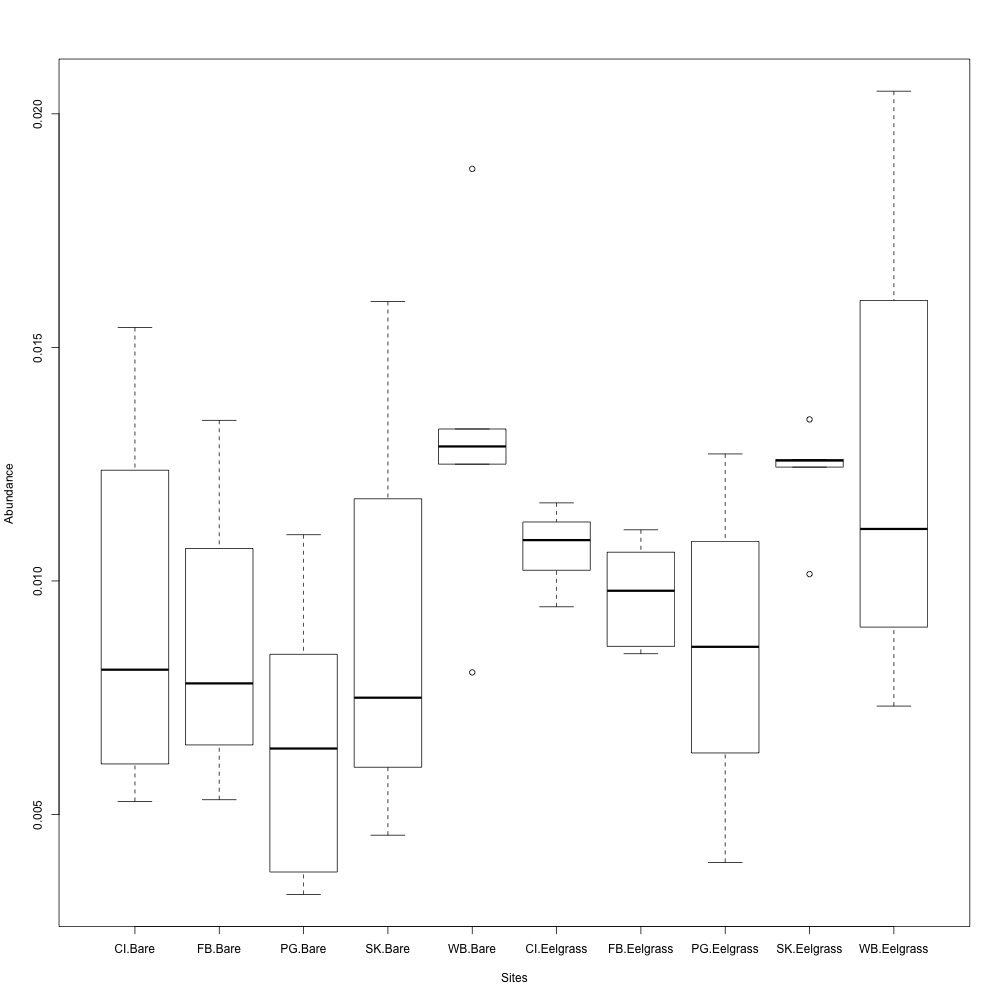 0.020
0.015
0.010
0.005
Abundance
CI.Bare FB.Bare PG.Bare SK.Bare WB.Bare CI.Eelgrass FB.Eelgrass PG.Eelgrass SK.Eelgrass WB.Eelgrass
Sites